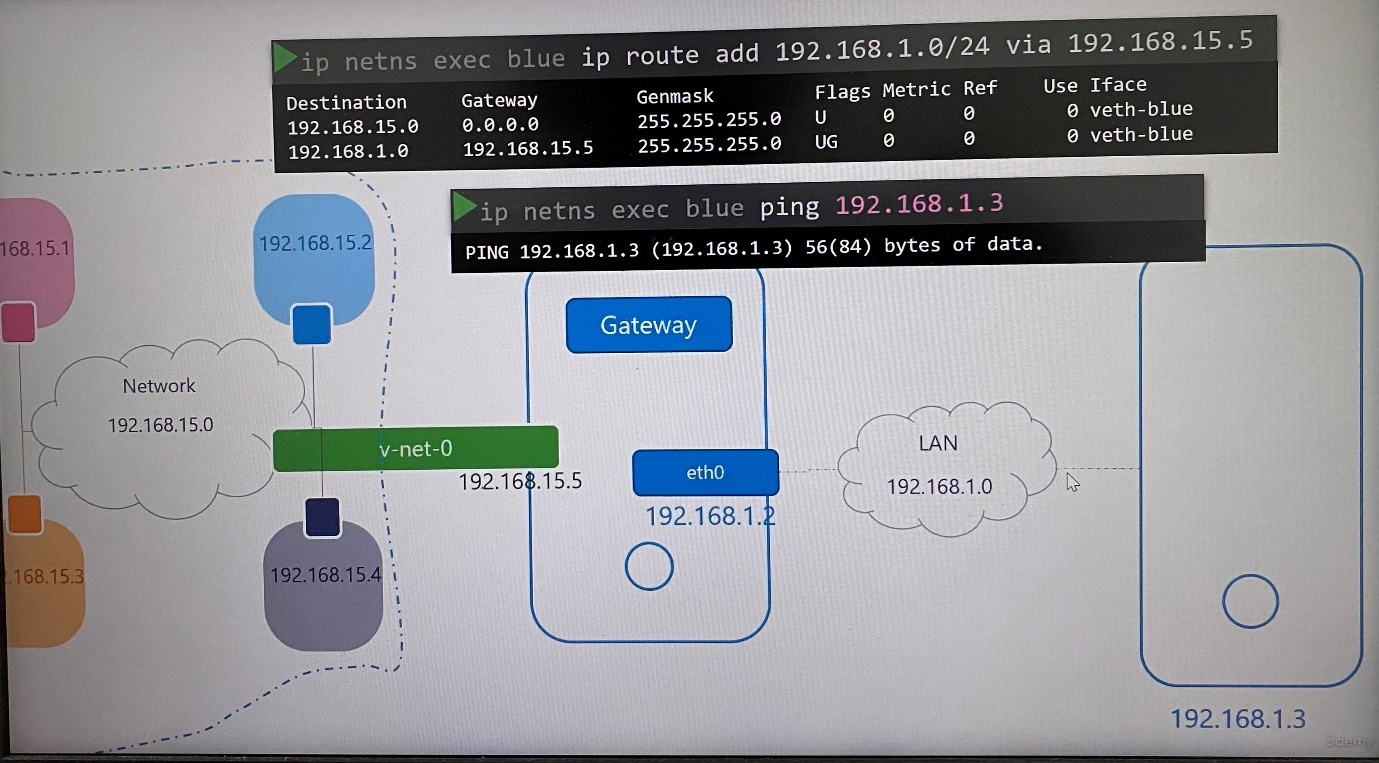 ip netns exec blue ip route add 192.168.1.0/24 via 192.168.15.5
Destination Gateway Genmask Flags Metric Ref Use Iface
192.168.15.0 0.0.0.0 255.255.255.0 U 0 0 0 veth-blue
192.168.1.0 192.168.15.5 255.255.255.0 UG 0 0 0 veth-blue
ip netns exec blue ping 192.168.1.3
PING 192.168.1.3 (192.168.1.3) 56(84) bytes of data.
168.15.1
192.168.15.2
Gateway
Network
192.168.15.0
v-net-0
192.168.15.5
eth0
192.168.1.2
LAN
192.168.1.0
.168.15.3
192.168.15.4
192.168.1.3
ûdemy